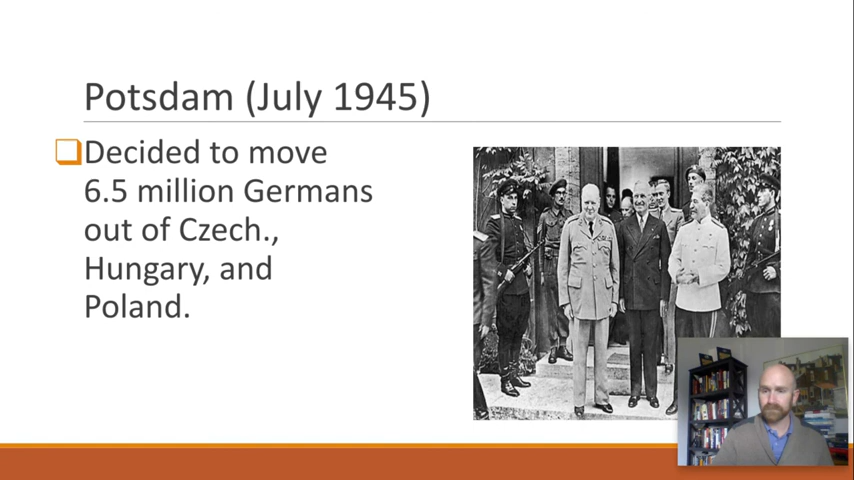 Potsdam (July 1945)
Decided to move
6.5 million Germans
out of Czech.,
Hungary, and
Poland.